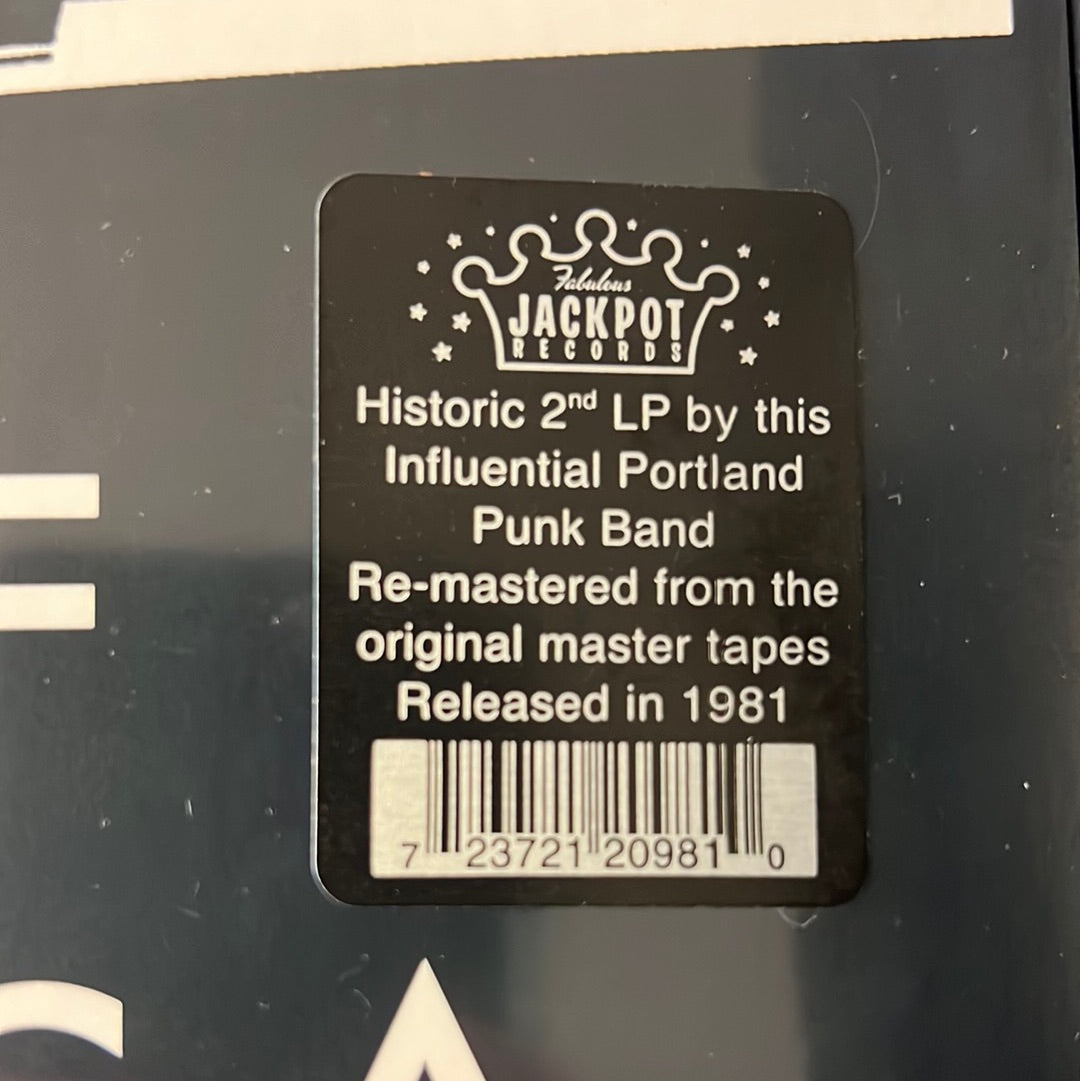 Fabulous
JACKPOT
RECORDS
Historic 2nd LP by this
Influential Portland
Punk Band
Re-mastered from the
original master tapes
Released in 1981
7 23721 20981 0